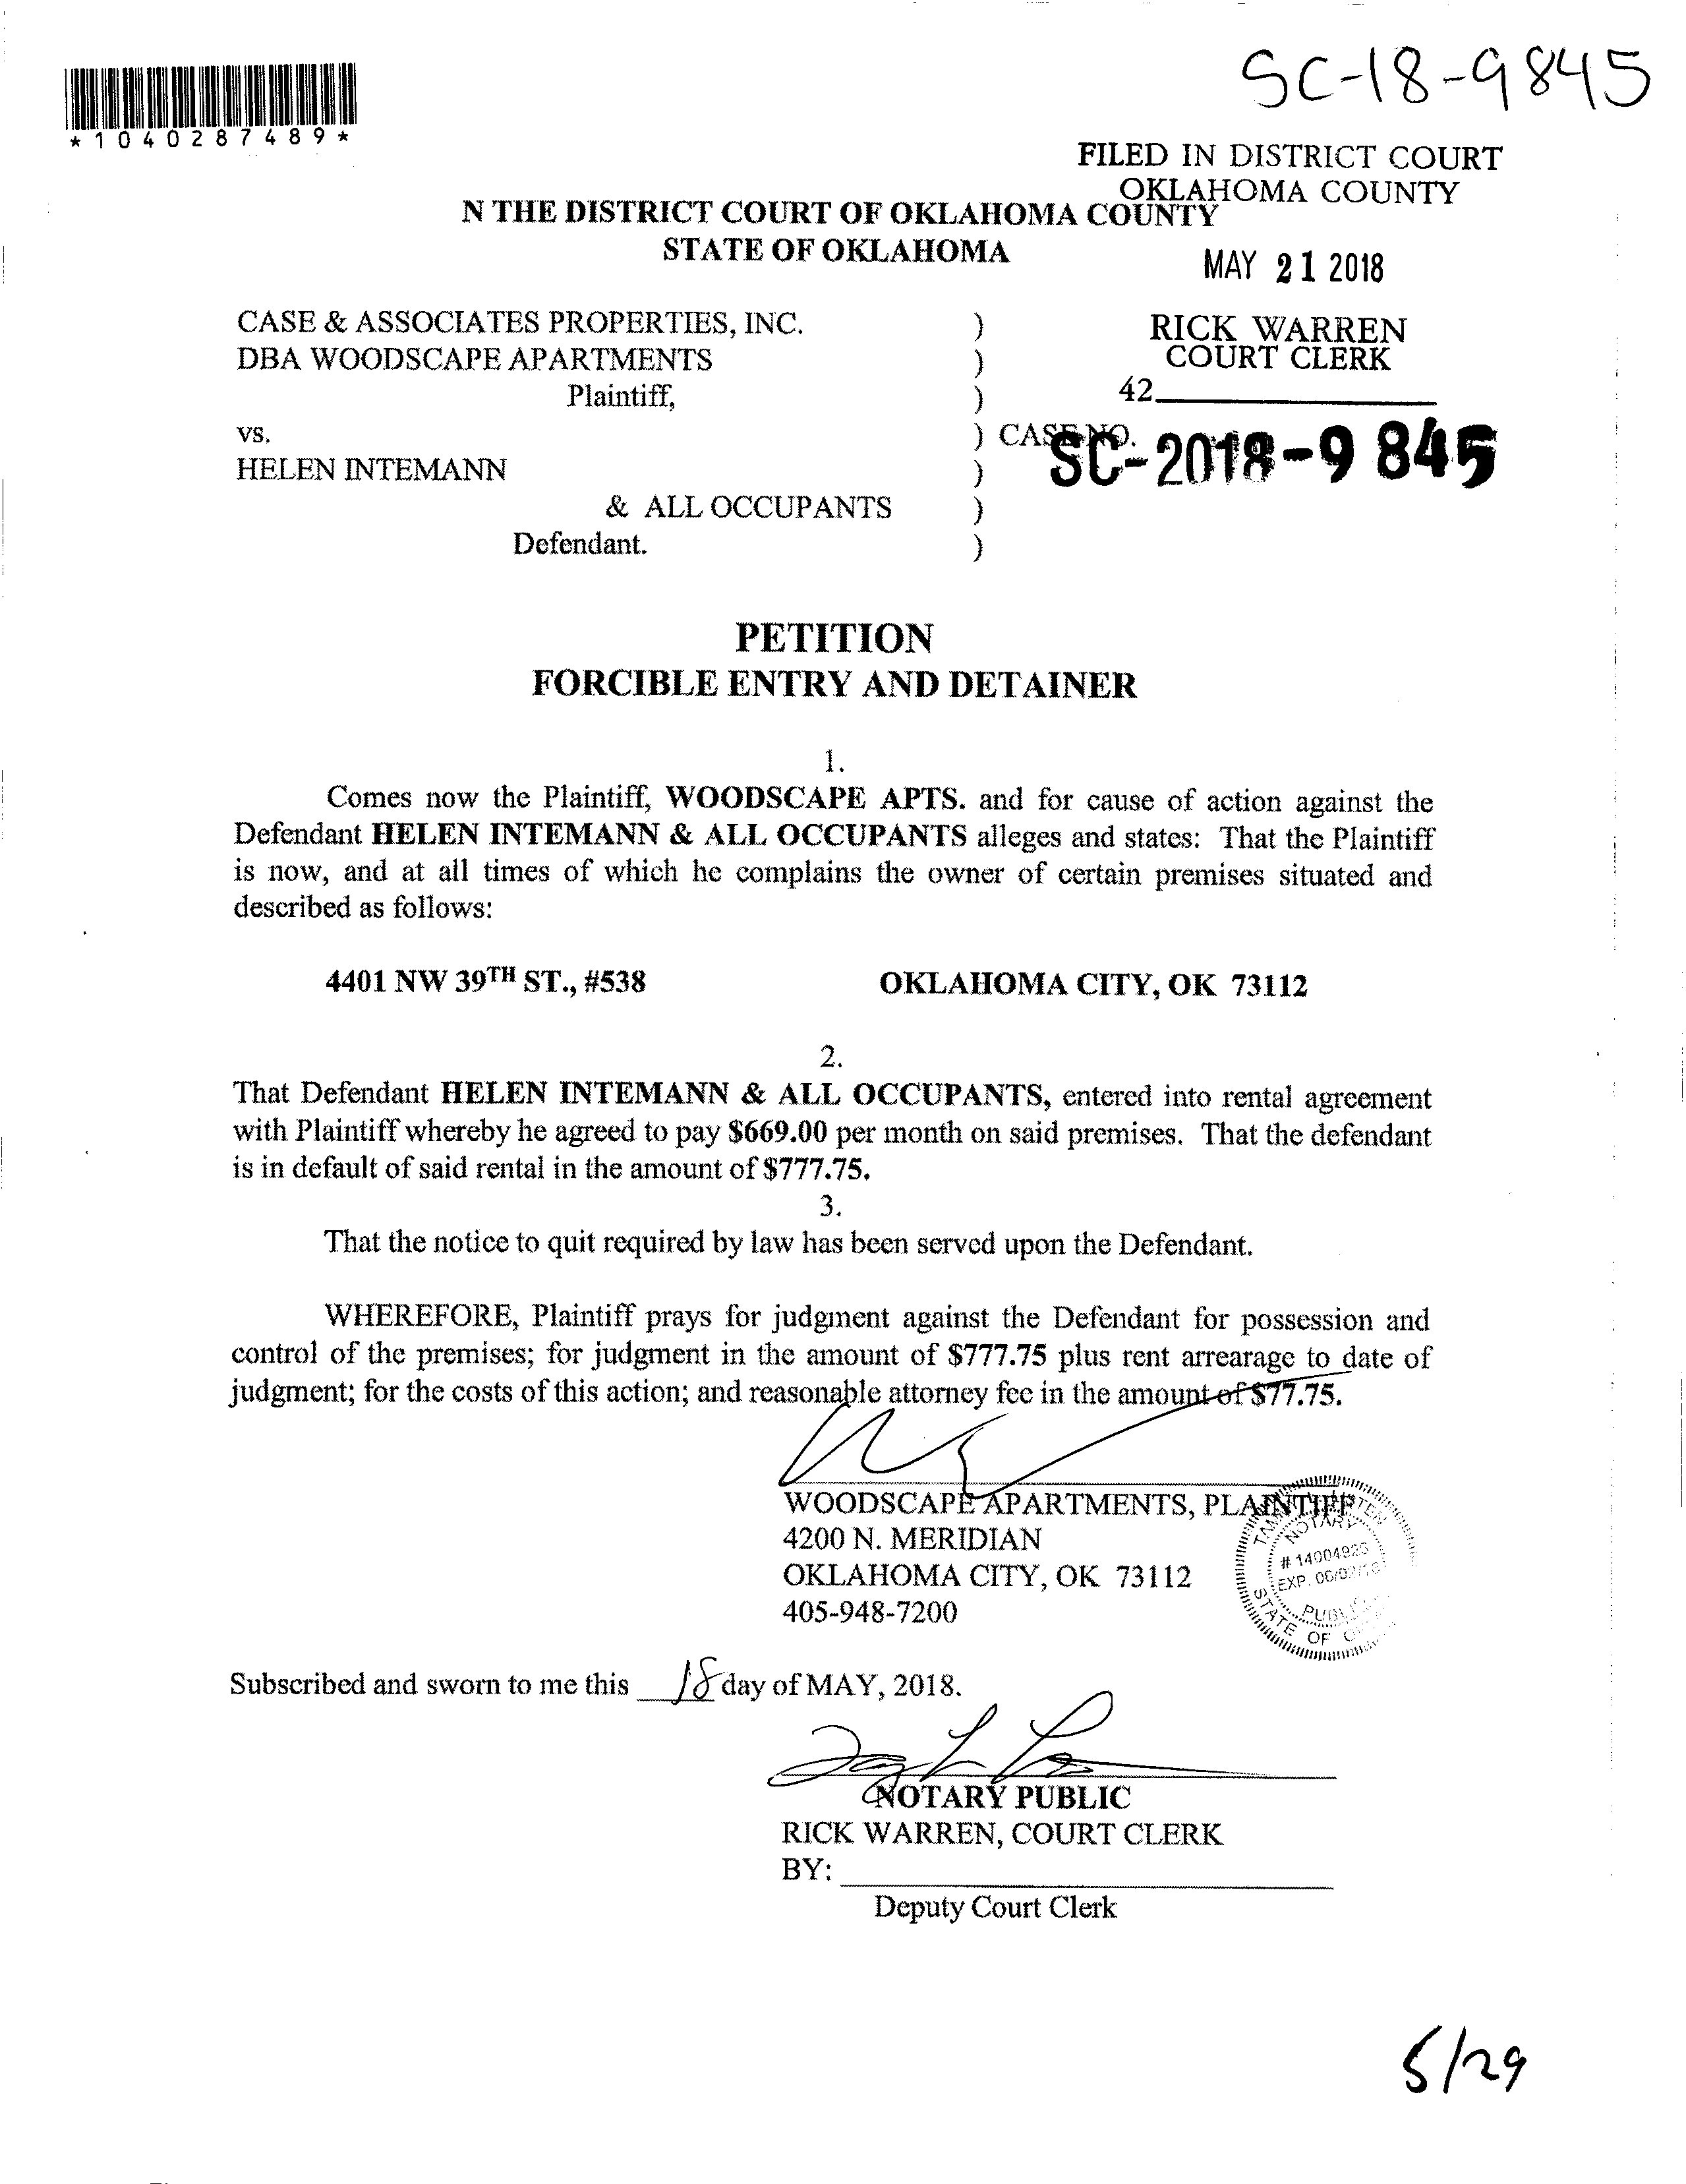 SC-18-9845
*1040287489*
FILED IN DISTRICT COURT
OKLAHOMA COUNTY
N THE DISTRICT COURT OF OKLAHOMA COUNTY
STATE OF OKLAHOMA
MAY 21 2018
CASE & ASSOCIATES PROPERTIES, INC. )
DBA WOODSCAPE APARTMENTS )
Plaintiff, )
RICK WARREN
COURT CLERK
42
vs. ) CASE NO.
SC-2018-9845
HELEN INTEMANN )
& ALL OCCUPANTS )
Defendant. )
PETITION
FORCIBLE ENTRY AND DETAINER
1.
Comes now the Plaintiff, WOODSCAPE APTS. and for cause of action against the
Defendant HELEN INTEMANN & ALL OCCUPANTS alleges and states: That the Plaintiff
is now, and at all times of which he complains the owner of certain premises situated and
described as follows:
4401 NW 39TH ST., #538 OKLAHOMA CITY, OK 73112
2.
That Defendant HELEN INTEMANN & ALL OCCUPANTS, entered into rental agreement
with Plaintiff whereby he agreed to pay $669.00 per month on said premises. That the defendant
is in default of said rental in the amount of $777.75.
3.
That the notice to quit required by law has been served upon the Defendant.
WHEREFORE, Plaintiff prays for judgment against the Defendant for possession and
control of the premises; for judgment in the amount of $777.75 plus rent arrearage to date of
judgment; for the costs of this action; and reasonable attorney fee in the amount of $77.75.
WOODSCAPE APARTMENTS, PLAINTIFF
4200 N. MERIDIAN
OKLAHOMA CITY, OK 73112
405-948-7200
NOTARY
EXP.
PUBLIC
STATE OF
Subscribed and sworn to me this 18 day of MAY, 2018.
NOTARY PUBLIC
RICK WARREN, COURT CLERK
BY:
Deputy Court Clerk
5/29